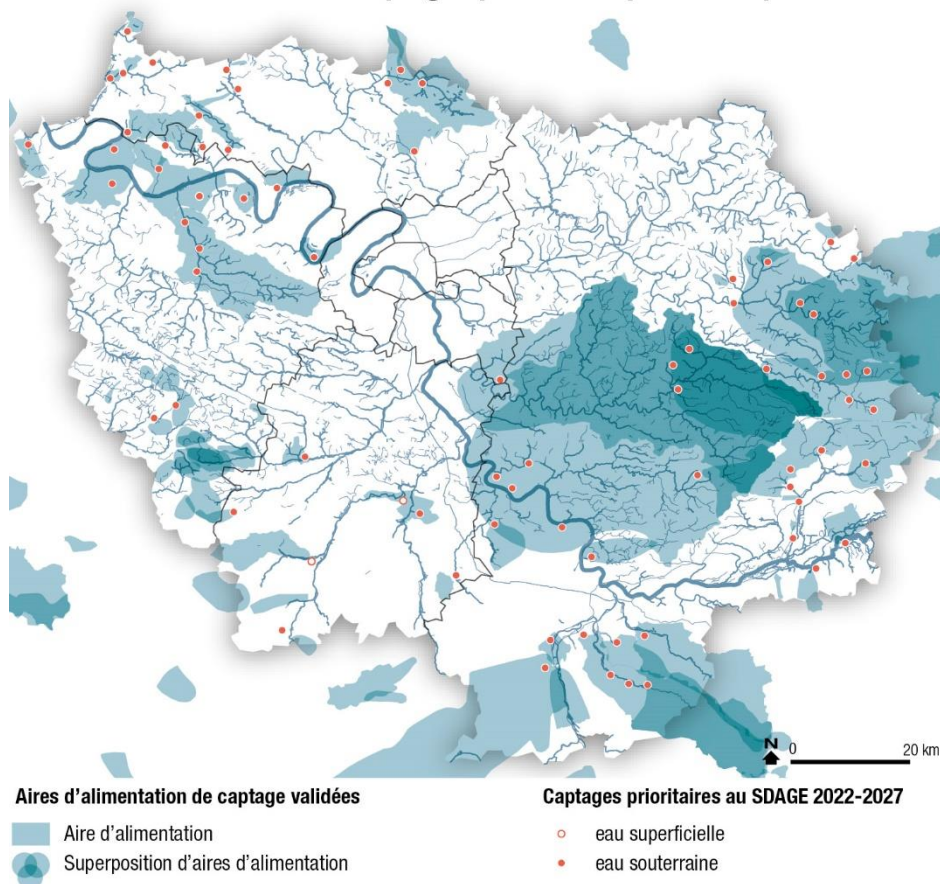 N
0
20 km
Aires d'alimentation de captage validées
Aire d'alimentation
Superposition d'aires d'alimentation
Captages prioritaires au SDAGE 2022-2027
eau superficielle
eau souterraine